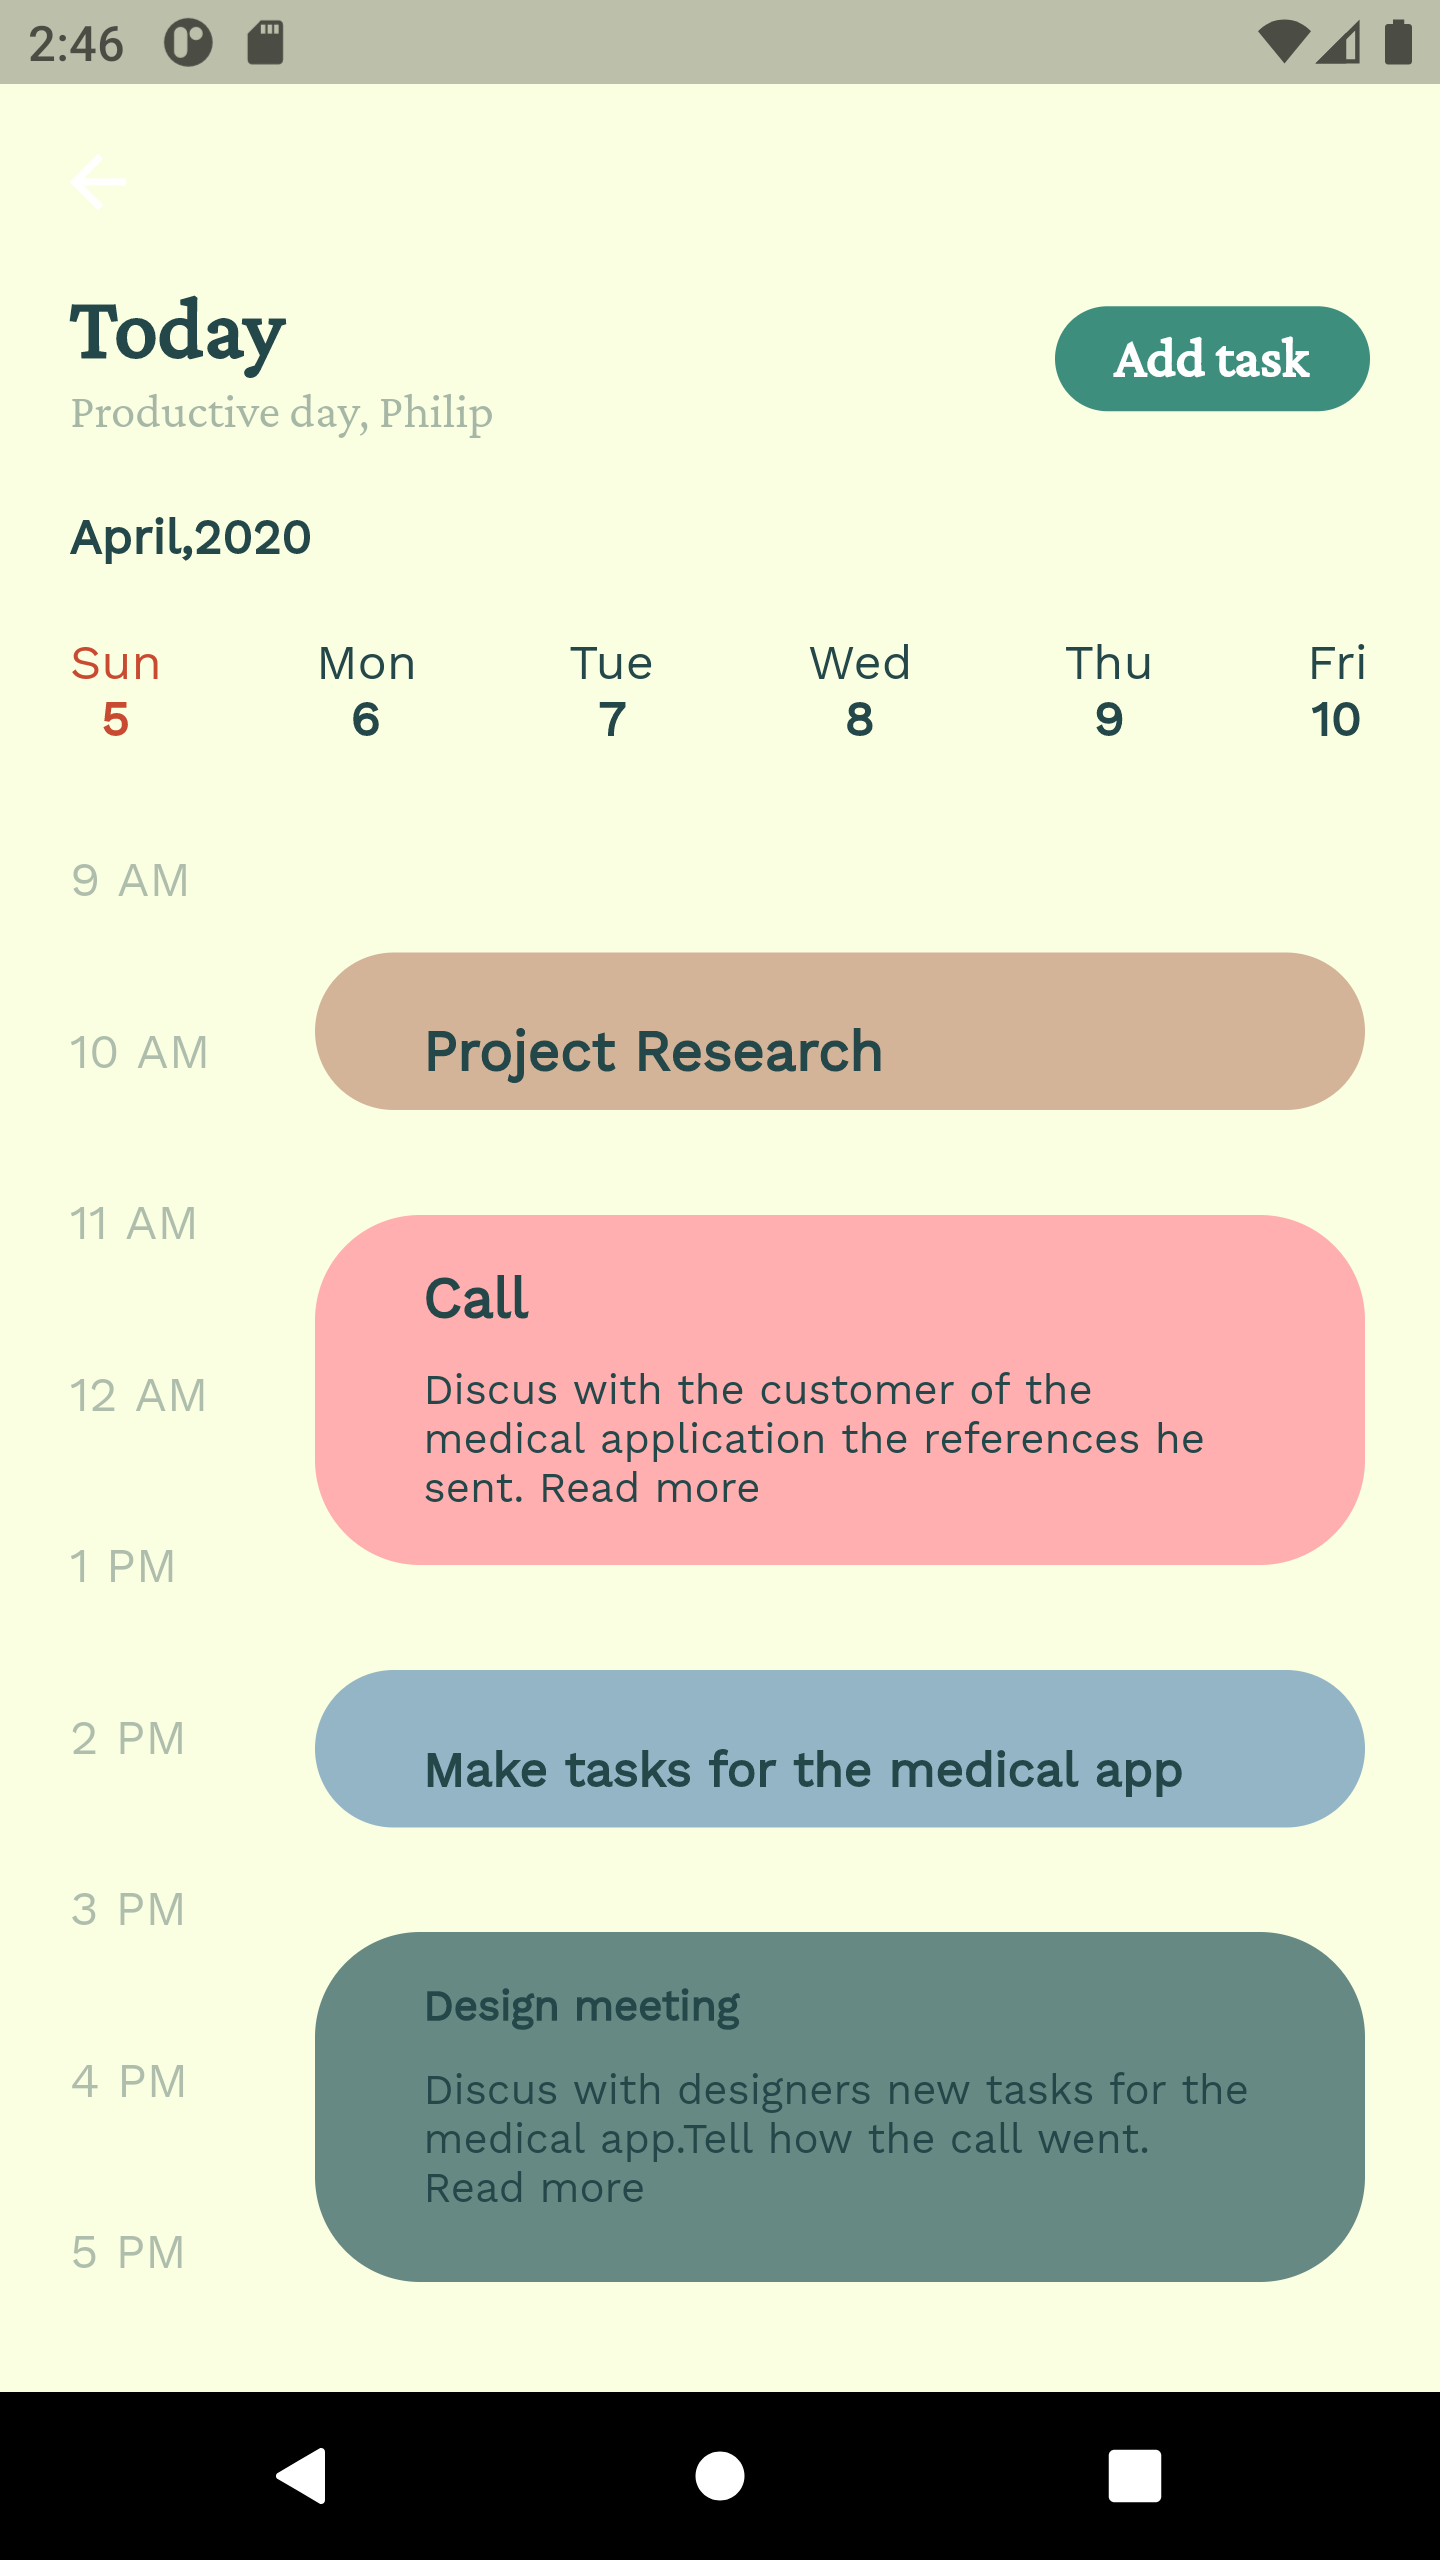 2:46
Today
Add task
Productive day, Philip
April,2020
Sun Mon Tue Wed Thu Fri
5 6 7 8 9 10
9 AM
10 AM
Project Research
11 AM
Call
12 AM
Discus with the customer of the
medical application the references he
sent. Read more
1 PM
2 PM
Make tasks for the medical app
3 PM
Design meeting
4 PM
Discus with designers new tasks for the
medical app.Tell how the call went.
Read more
5 PM